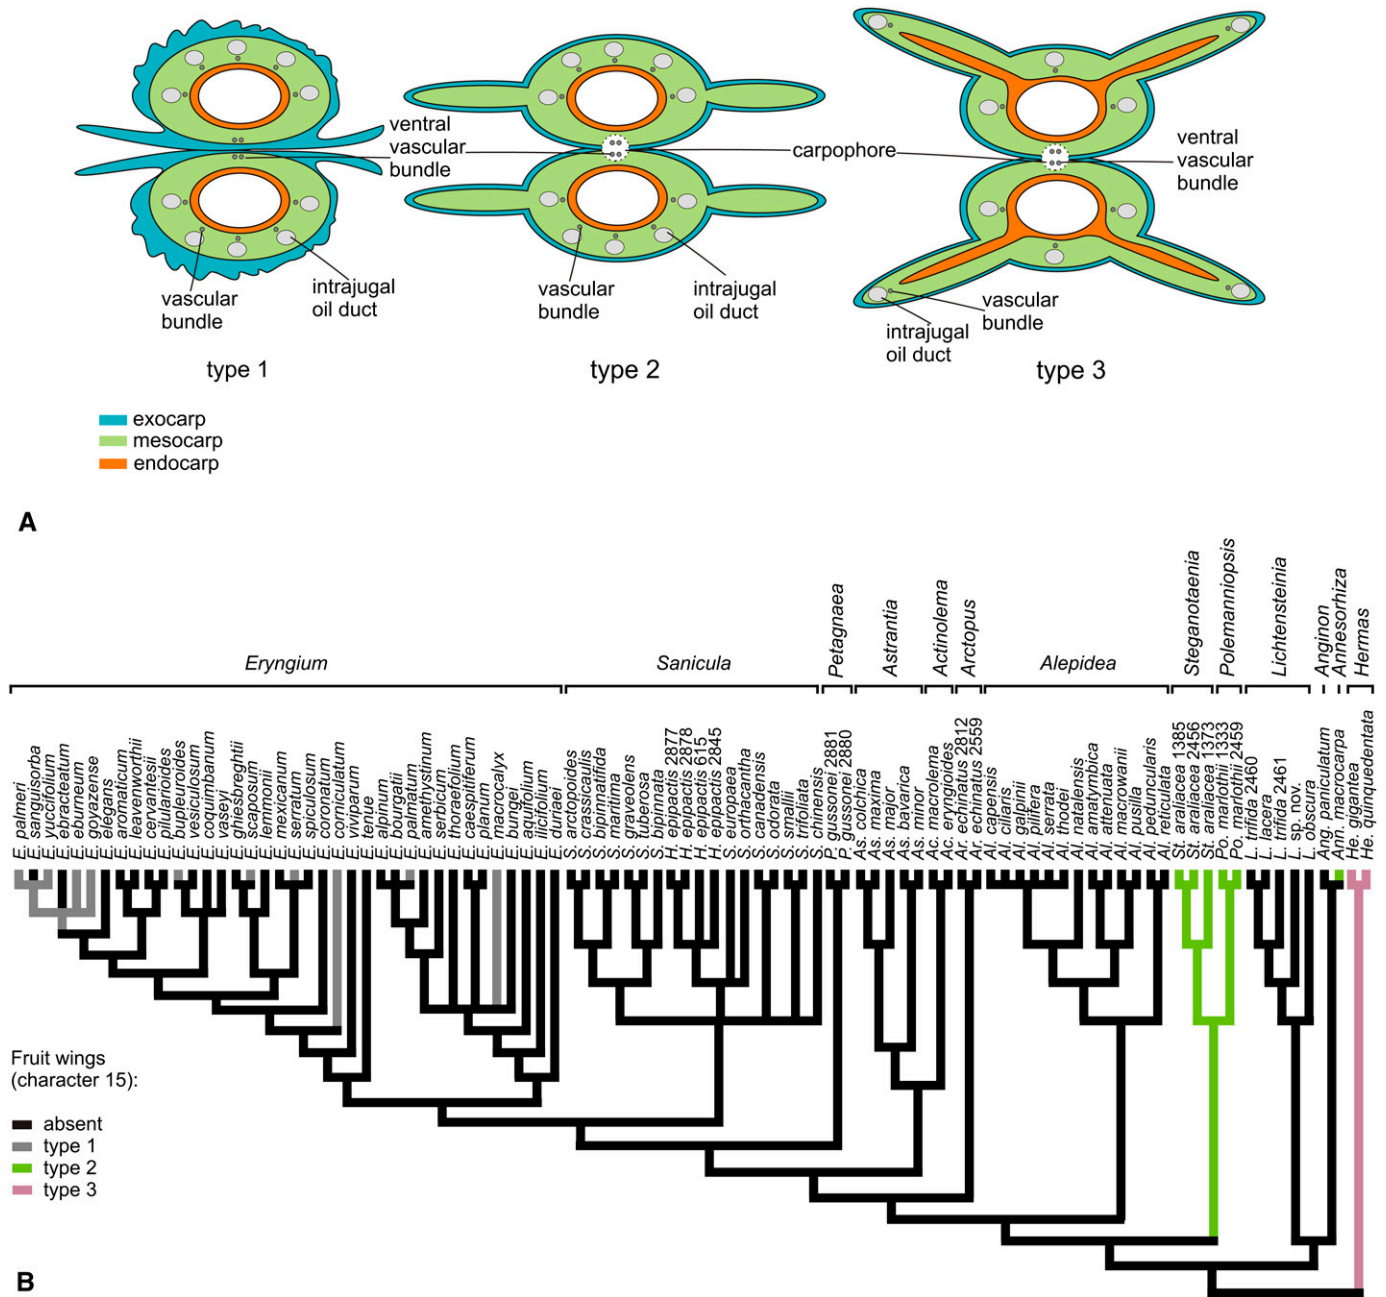 ventral
vascular
bundle
carpophore
ventral
vascular
bundle
vascular
bundle
intrajugal
oil duct
vascular
bundle
intrajugal
oil duct
vascular
bundle
intrajugal
oil duct
type 1
type 2
type 3
exocarp
mesocarp
endocarp
A
Eryngium
Sanicula
Petagnaea
Astrantia
Actinolema
Arctopus
Alepidea
Steganotaenia
Polemanniopsis
Lichtensteinia
Anginon
Annesorhiza
Hermas
E. palmeri
E. sanguisorba
E. yuccifolium
E. ebracteatum
E. eburneum
E. goyazense
E. elegans
E. aromaticum
E. leavenworthii
E. cervantesii
E. pilularioides
E. bupleuroides
E. vesiculosum
E. coquimbanum
E. vaseyi
E. ghiesbreghtii
E. scaposum
E. lemmonii
E. mexicanum
E. serratum
E. spiculosum
E. coronatum
E. corniculatum
E. viviparum
E. tenue
E. alpinum
E. bourgatii
E. palmatum
E. amethystinum
E. serbicum
E. thoraefolium
E. caespitiferum
E. planum
E. macrocalyx
E. bungei
E. aquifolium
E. ilicifolium
E. duriaei
S. arctopoides
S. crassicaulis
S. bipinnatifida
S. maritima
S. graveolens
S. tuberosa
S. bipinnata
H. epipactis 2877
H. epipactis 2878
H. epipactis 615
H. epipactis 2845
S. europaea
S. orthacantha
S. canadensis
S. odorata
S. smallii
S. trifoliata
S. chinensis
P. gussonei 2881
P. gussonei 2880
As. colchica
As. maxima
As. major
As. bavarica
As. minor
Ac. macrolema
Ac. eryngioides
Ar. echinatus 2812
Ar. echinatus 2559
Al. capensis
Al. ciliaris
Al. galpinii
Al. pilifera
Al. serrata
Al. thodei
Al. natalensis
Al. amatymbica
Al. attenuata
Al. macowanii
Al. pusilla
Al. peduncularis
Al. reticulata
St. araliacea 1385
St. araliacea 2456
St. araliacea 1373
Po. marlothii 1333
Po. marlothii 2459
L. trifida 2460
L. lacera
L. trifida 2461
L. sp. nov.
L. obscura
Ang. paniculatum
Ann. macrocarpa
He. gigantea
He. quinquedentata
Fruit wings
(character 15):
absent
type 1
type 2
type 3
B